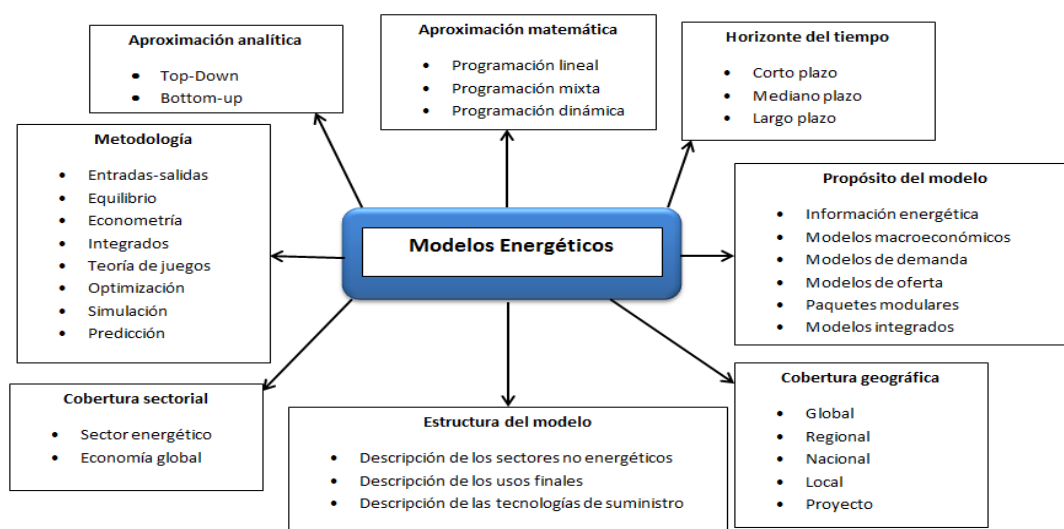 Aproximación analítica
• Top-Down
• Bottom-up
Aproximación matemática
• Programación lineal
• Programación mixta
• Programación dinámica
Horizonte del tiempo
• Corto plazo
• Mediano plazo
• Largo plazo
Metodología
• Entradas-salidas
• Equilibrio
• Econometría
• Integrados
• Teoría de juegos
• Optimización
• Simulación
• Predicción
Modelos Energéticos
Propósito del modelo
• Información energética
• Modelos macroeconómicos
• Modelos de demanda
• Modelos de oferta
• Paquetes modulares
• Modelos integrados
Cobertura sectorial
• Sector energético
• Economía global
Estructura del modelo
• Descripción de los sectores no energéticos
• Descripción de los usos finales
• Descripción de las tecnologías de suministro
Cobertura geográfica
• Global
• Regional
• Nacional
• Local
• Proyecto